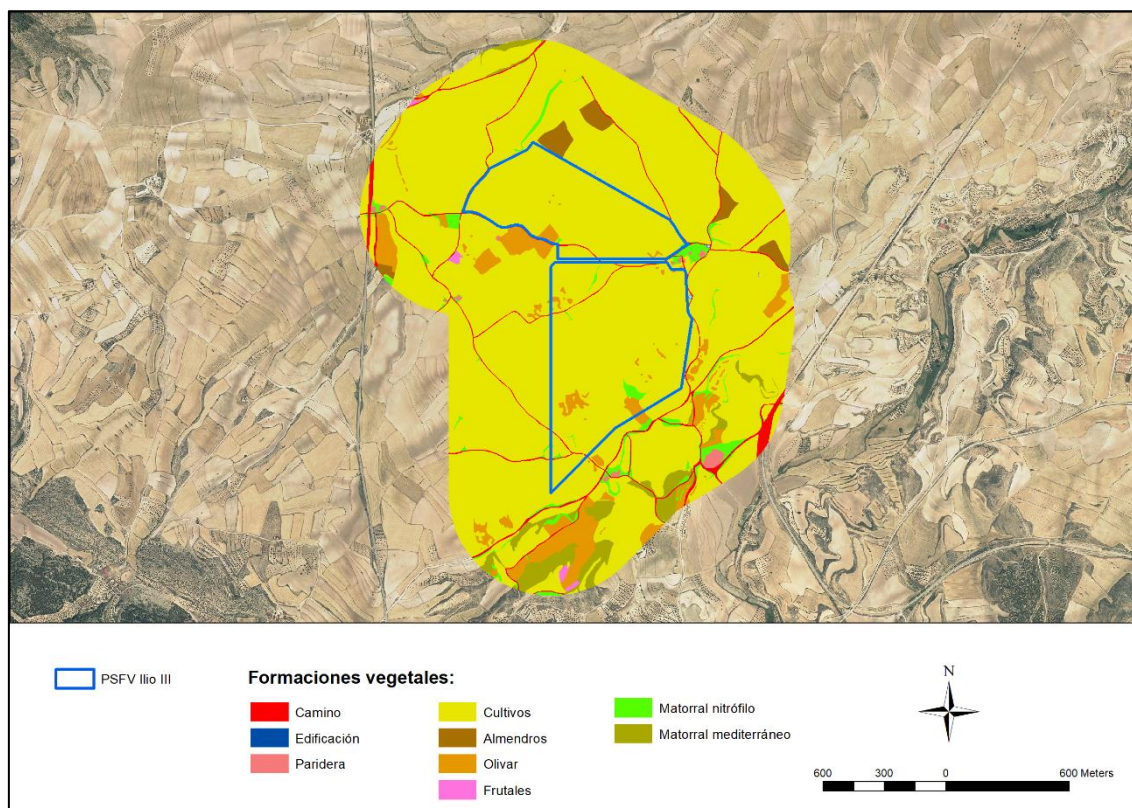 PSFV Ilio III
Formaciones vegetales:
Camino
Edificación
Paridera
Cultivos
Almendros
Olivar
Frutales
Matorral nitrófilo
Matorral mediterráneo
N
600 300 0 600 Meters